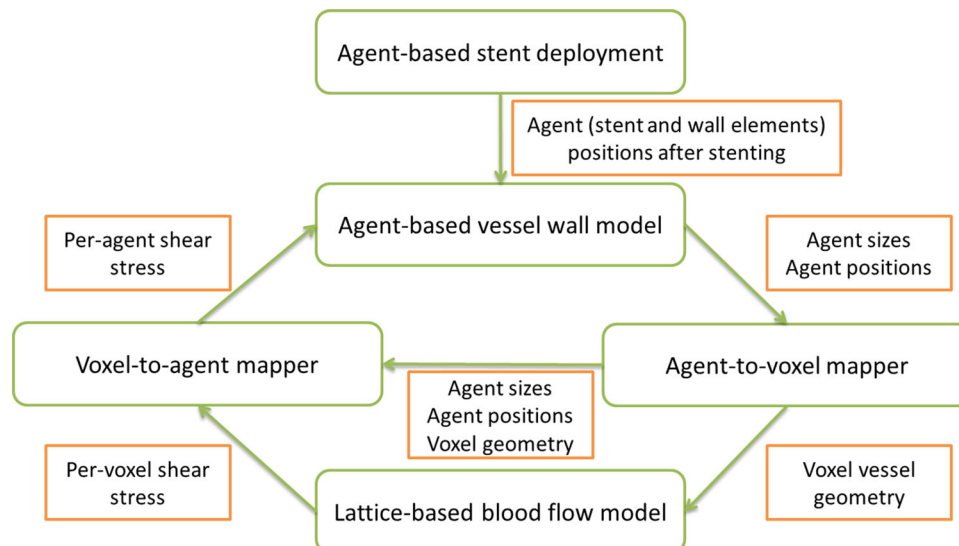 Agent-based stent deployment
Agent (stent and wall elements)
positions after stenting
Agent-based vessel wall model
Per-agent shear
stress
Agent sizes
Agent positions
Voxel-to-agent mapper
Agent-to-voxel mapper
Agent sizes
Agent positions
Voxel geometry
Per-voxel shear
stress
Voxel vessel
geometry
Lattice-based blood flow model